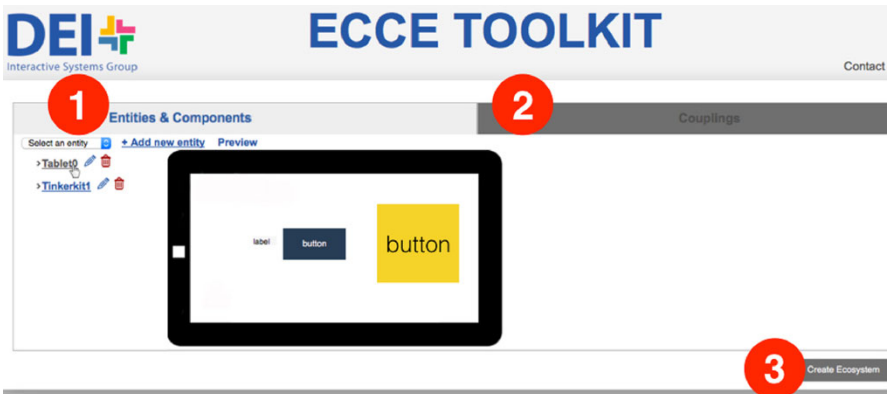 DEI
Interactive Systems Group
ECCE TOOLKIT
Contact
1
Entities & Components
2
Couplings
Select an entity
+ Add new entity
Preview
›Tablet0
›Tinkerkit1
label
button
button
3
Create Ecosystem